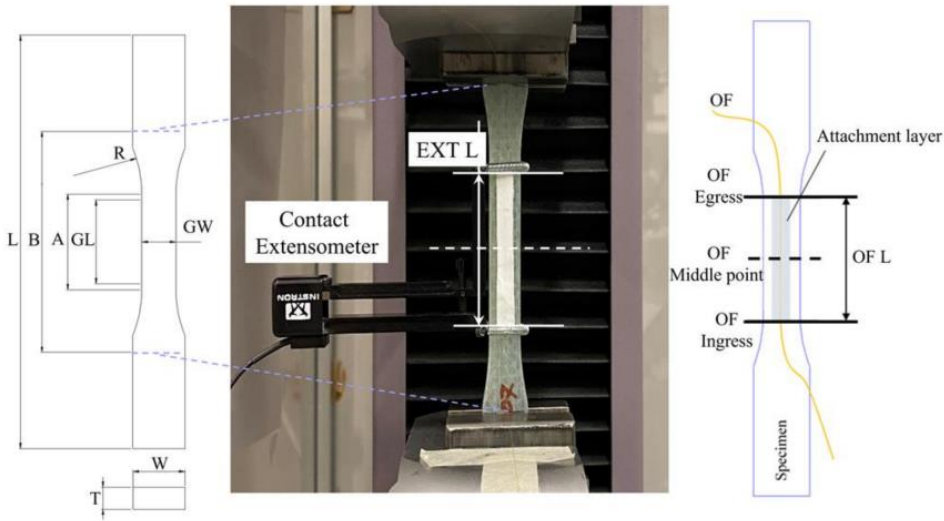 L
B
A
GL
R
GW
W
T
EXT L
Contact
Extensometer
INSTRON
OF
Attachment layer
OF
Egress
OF
Middle point
OF L
OF
Ingress
Specimen